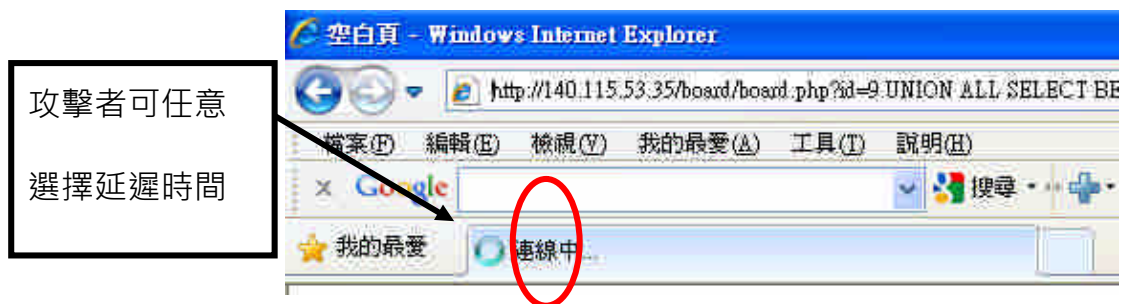 空白頁 - Windows Internet Explorer
攻擊者可任意
選擇延遲時間
http://140.115.53.35/board/board.php?id=9 UNION ALL SELECT BE
檔案(F) 編輯(E) 檢視(V) 我的最愛(A) 工具(T) 說明(H)
x Google 搜尋
我的最愛 連線中...